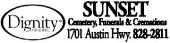 Dignity
MEMORIAL
SUNSET
Cemetery, Funerals & Cremations
1701 Austin Hwy. 828-2811